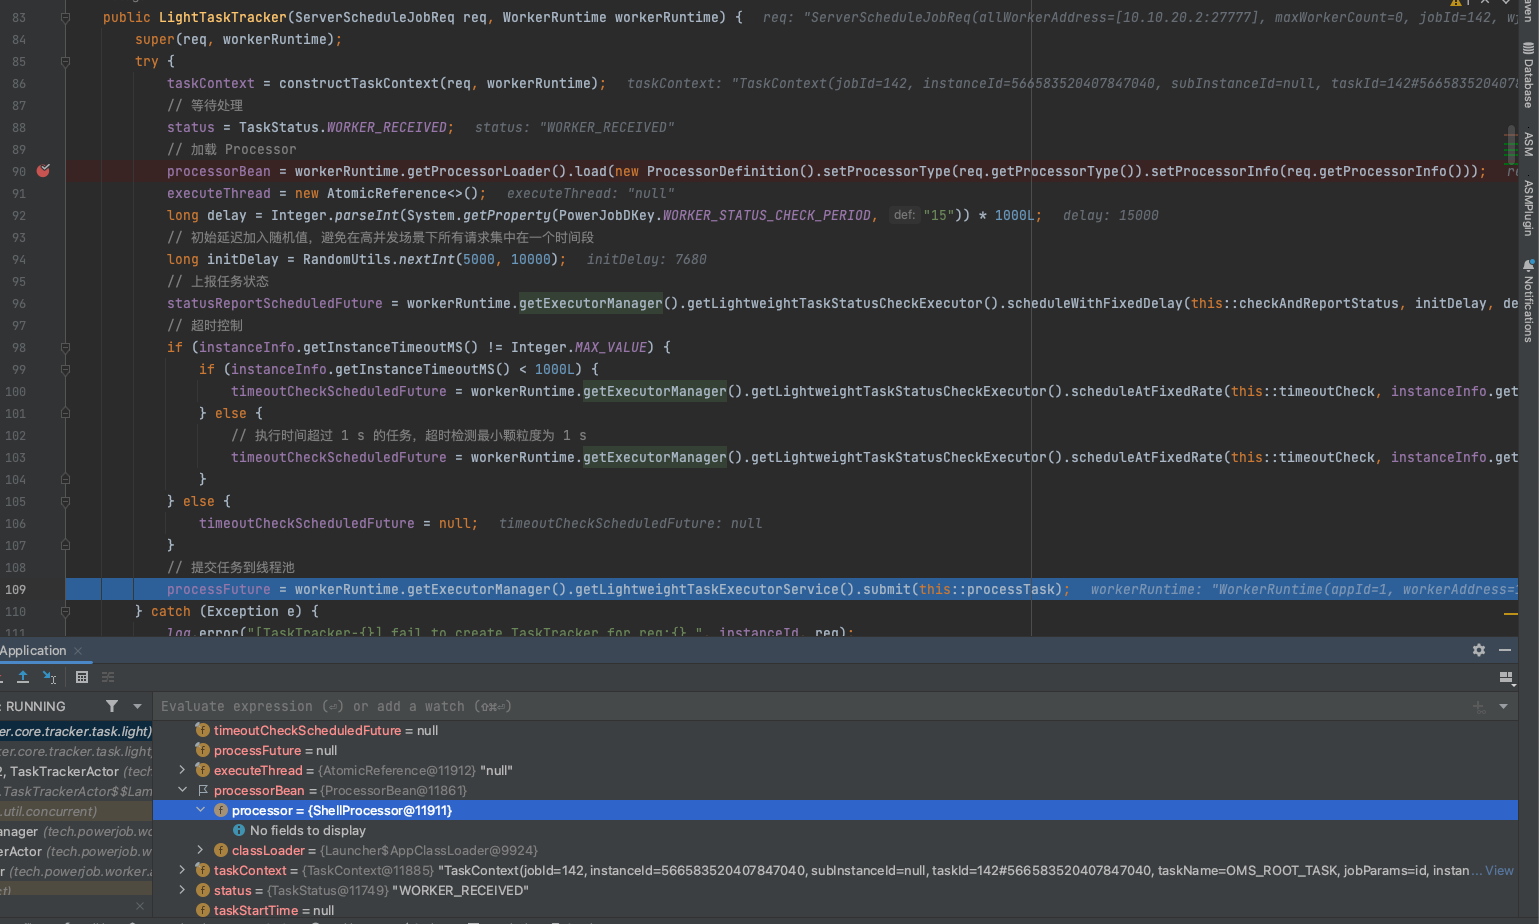 83 public LightTaskTracker(ServerScheduleJobReq req, WorkerRuntime workerRuntime) { req: "ServerScheduleJobReq(allWorkerAddress=[10.10.20.2:27777], maxWorkerCount=0, jobId=142,
84 super(req, workerRuntime);
85 try {
86 taskContext = constructTaskContext(req, workerRuntime); taskContext: "TaskContext(jobId=142, instanceId=566583520407847040, subInstanceId=null, taskId=142#5665835204078
87 // 等待处理
88 status = TaskStatus.WORKER_RECEIVED; status: "WORKER_RECEIVED"
89 // 加载 Processor
90 processorBean = workerRuntime.getProcessorLoader().load(new ProcessorDefinition().setProcessorType(req.getProcessorType()).setProcessorInfo(req.getProcessorInfo()));
91 executeThread = new AtomicReference<>(); executeThread: "null"
92 long delay = Integer.parseInt(System.getProperty(PowerJobDKey.WORKER_STATUS_CHECK_PERIOD, def: "15")) * 1000L; delay: 15000
93 // 初始延迟加入随机值，避免在高并发场景下所有请求集中在一个时间段
94 long initDelay = RandomUtils.nextInt(5000, 10000); initDelay: 7680
95 // 上报任务状态
96 statusReportScheduledFuture = workerRuntime.getExecutorManager().getLightweightTaskStatusCheckExecutor().scheduleWithFixedDelay(this::checkAndReportStatus, initDelay, de
97 // 超时控制
98 if (instanceInfo.getInstanceTimeoutMS() != Integer.MAX_VALUE) {
99 if (instanceInfo.getInstanceTimeoutMS() < 1000L) {
100 timeoutCheckScheduledFuture = workerRuntime.getExecutorManager().getLightweightTaskStatusCheckExecutor().scheduleAtFixedRate(this::timeoutCheck, instanceInfo.get
101 } else {
102 // 执行时间超过 1 s 的任务，超时检测最小颗粒度为 1 s
103 timeoutCheckScheduledFuture = workerRuntime.getExecutorManager().getLightweightTaskStatusCheckExecutor().scheduleAtFixedRate(this::timeoutCheck, instanceInfo.get
104 }
105 } else {
106 timeoutCheckScheduledFuture = null; timeoutCheckScheduledFuture: null
107 }
108 // 提交任务到线程池
109 processFuture = workerRuntime.getExecutorManager().getLightweightTaskExecutorService().submit(this::processTask); workerRuntime: "WorkerRuntime(appId=1, workerAddress=
110 } catch (Exception e) {
111 log.error("[TaskTracker-{}] fail to create TaskTracker for req:{} ", instanceId, req);
Database
ASM
ASMPlugin
Notifications
Application
: RUNNING
Evaluate expression (⏎) or add a watch (⇧⌘⏎)
er.core.tracker.task.light)
ker.core.tracker.task.light
2, TaskTrackerActor (tech
.TaskTrackerActor$$Lam
.util.concurrent)
anager (tech.powerjob.wo
erActor (tech.powerjob.w
r (tech.powerjob.worker.a
timeoutCheckScheduledFuture = null
processFuture = null
executeThread = {AtomicReference@11912} "null"
processorBean = {ProcessorBean@11861}
processor = {ShellProcessor@11911}
No fields to display
classLoader = {Launcher$AppClassLoader@9924}
taskContext = {TaskContext@11885} "TaskContext(jobId=142, instanceId=566583520407847040, subInstanceId=null, taskId=142#566583520407847040, taskName=OMS_ROOT_TASK, jobParams=id, instan... View
status = {TaskStatus@11749} "WORKER_RECEIVED"
taskStartTime = null